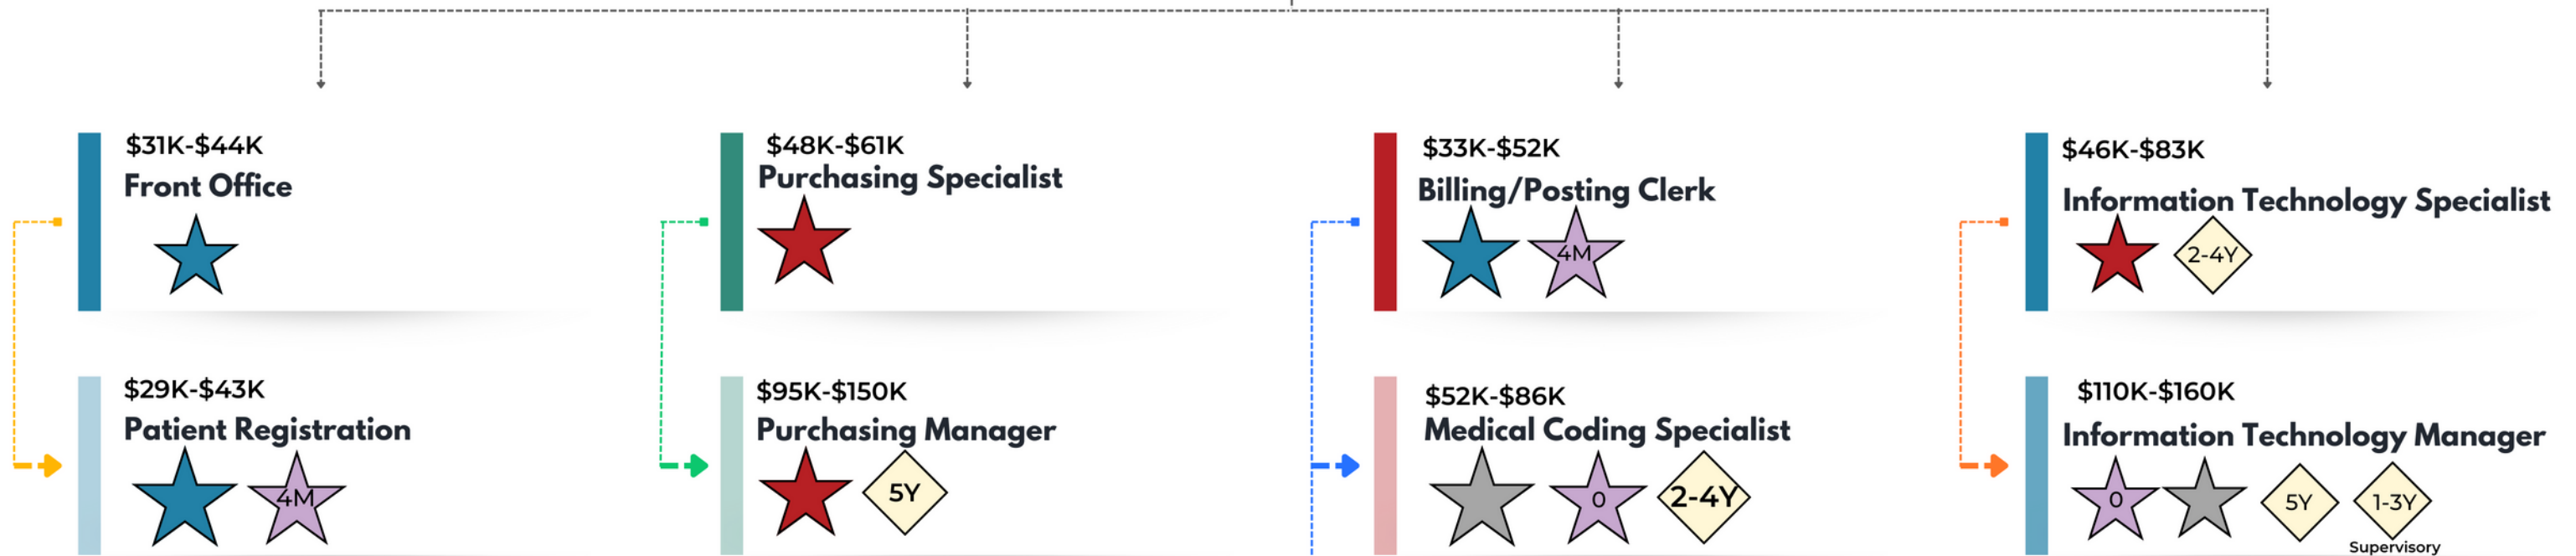 $31K-$44K
Front Office
$48K-$61K
Purchasing Specialist
$33K-$52K
Billing/Posting Clerk
4M
$46K-$83K
Information Technology Specialist
2-4Y
$29K-$43K
Patient Registration
4M
$95K-$150K
Purchasing Manager
5Y
$52K-$86K
Medical Coding Specialist
0
2-4Y
$110K-$160K
Information Technology Manager
0
5Y
1-3Y
Supervisory